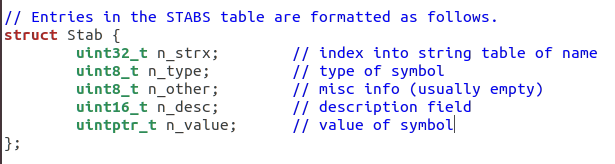 // Entries in the STABS table are formatted as follows.
struct Stab {
        uint32_t n_strx;        // index into string table of name
        uint8_t n_type;         // type of symbol
        uint8_t n_other;        // misc info (usually empty)
        uint16_t n_desc;        // description field
        uintptr_t n_value;      // value of symbol
};